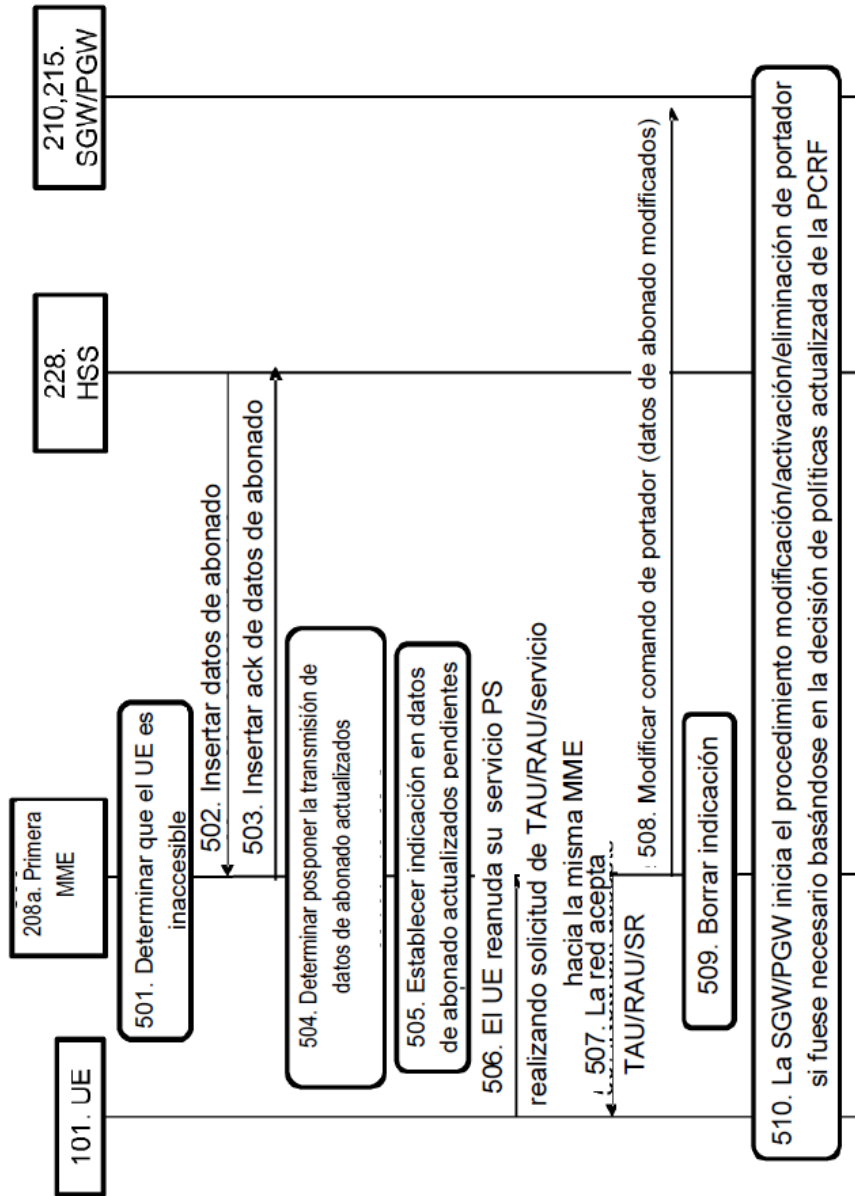 101. UE
208a. Primera
MME
228.
HSS
210,215.
SGW/PGW
501. Determinar que el UE es
inaccesible
502. Insertar datos de abonado
503. Insertar ack de datos de abonado
504. Determinar posponer la transmisión de
datos de abonado actualizados
505. Establecer indicación en datos
de abonado actualizados pendientes
506. El UE reanuda su servicio PS
realizando solicitud de TAU/RAU/servicio
hacia la misma MME
507. La red acepta
TAU/RAU/SR
508. Modificar comando de portador (datos de abonado modificados)
509. Borrar indicación
510. La SGW/PGW inicia el procedimiento modificación/activación/eliminación de portador
si fuese necesario basándose en la decisión de políticas actualizada de la PCRF